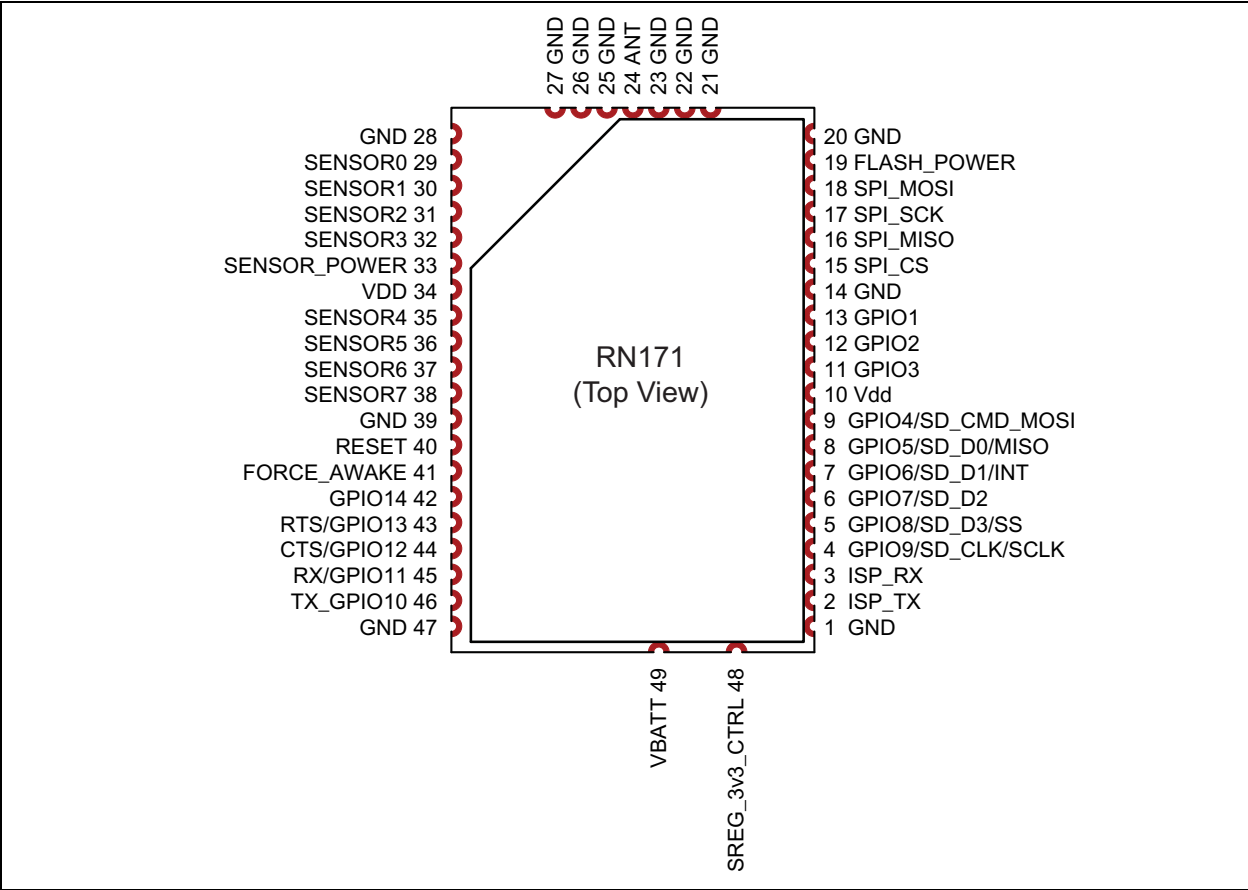 27 GND
26 GND
25 GND
24 ANT
23 GND
22 GND
21 GND
GND 28
SENSOR0 29
SENSOR1 30
SENSOR2 31
SENSOR3 32
SENSOR_POWER 33
VDD 34
SENSOR4 35
SENSOR5 36
SENSOR6 37
SENSOR7 38
GND 39
RESET 40
FORCE_AWAKE 41
GPIO14 42
RTS/GPIO13 43
CTS/GPIO12 44
RX/GPIO11 45
TX_GPIO10 46
GND 47
RN171
(Top View)
20 GND
19 FLASH_POWER
18 SPI_MOSI
17 SPI_SCK
16 SPI_MISO
15 SPI_CS
14 GND
13 GPIO1
12 GPIO2
11 GPIO3
10 Vdd
9 GPIO4/SD_CMD_MOSI
8 GPIO5/SD_D0/MISO
7 GPIO6/SD_D1/INT
6 GPIO7/SD_D2
5 GPIO8/SD_D3/SS
4 GPIO9/SD_CLK/SCLK
3 ISP_RX
2 ISP_TX
1 GND
VBATT 49
SREG_3v3_CTRL 48